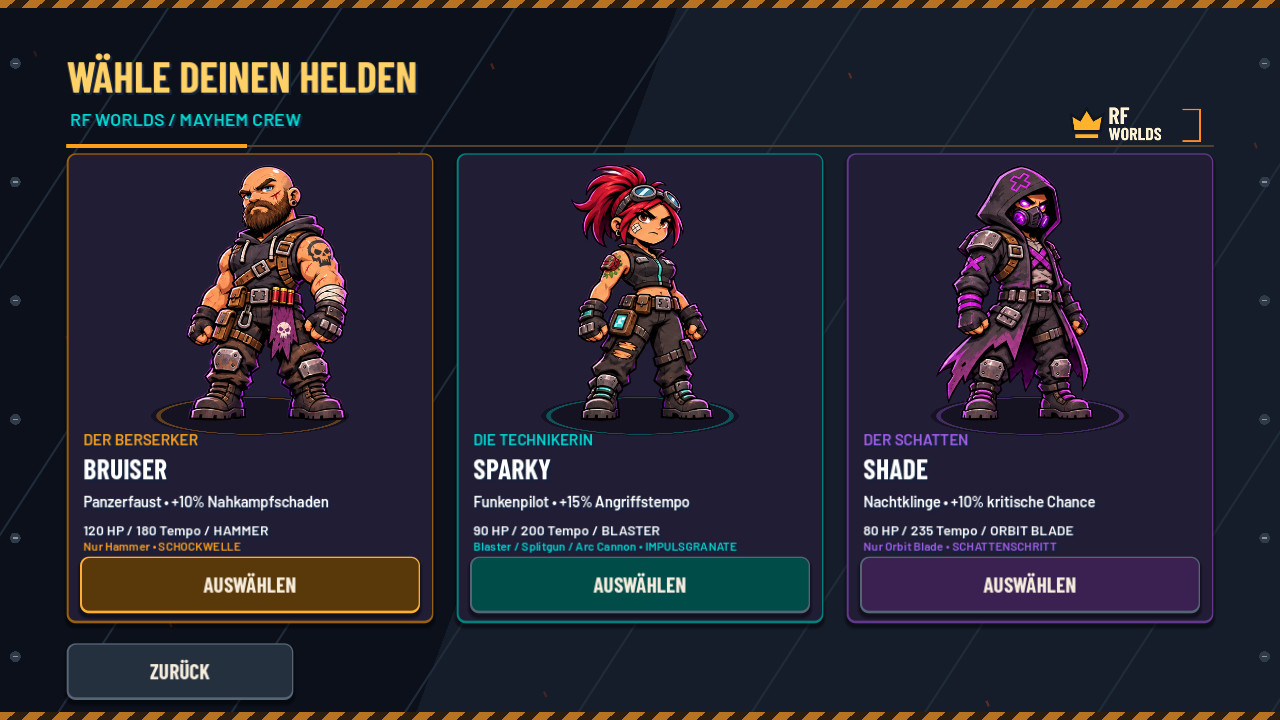 WÄHLE DEINEN HELDEN
RF WORLDS / MAYHEM CREW
RF
WORLDS
DER BERSERKER
BRUISER
Panzerfaust • +10% Nahkampfschaden
120 HP / 180 Tempo / HAMMER
Nur Hammer • SCHOCKWELLE
AUSWÄHLEN
DIE TECHNIKERIN
SPARKY
Funkenpilot • +15% Angriffstempo
90 HP / 200 Tempo / BLASTER
Blaster / Splitgun / Arc Cannon • IMPULSGRANATE
AUSWÄHLEN
DER SCHATTEN
SHADE
Nachtklinge • +10% kritische Chance
80 HP / 235 Tempo / ORBIT BLADE
Nur Orbit Blade • SCHATTENSCHRITT
AUSWÄHLEN
ZURÜCK